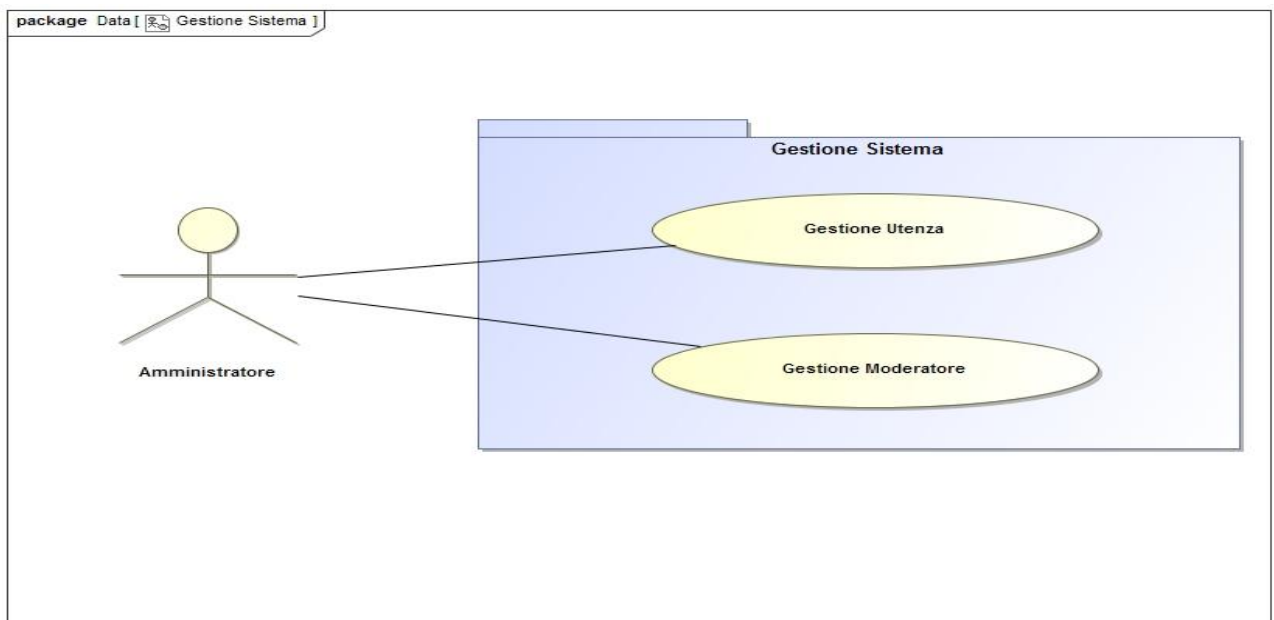 package Data [ Gestione Sistema ]
Gestione Sistema
Gestione Utenza
Gestione Moderatore
Amministratore